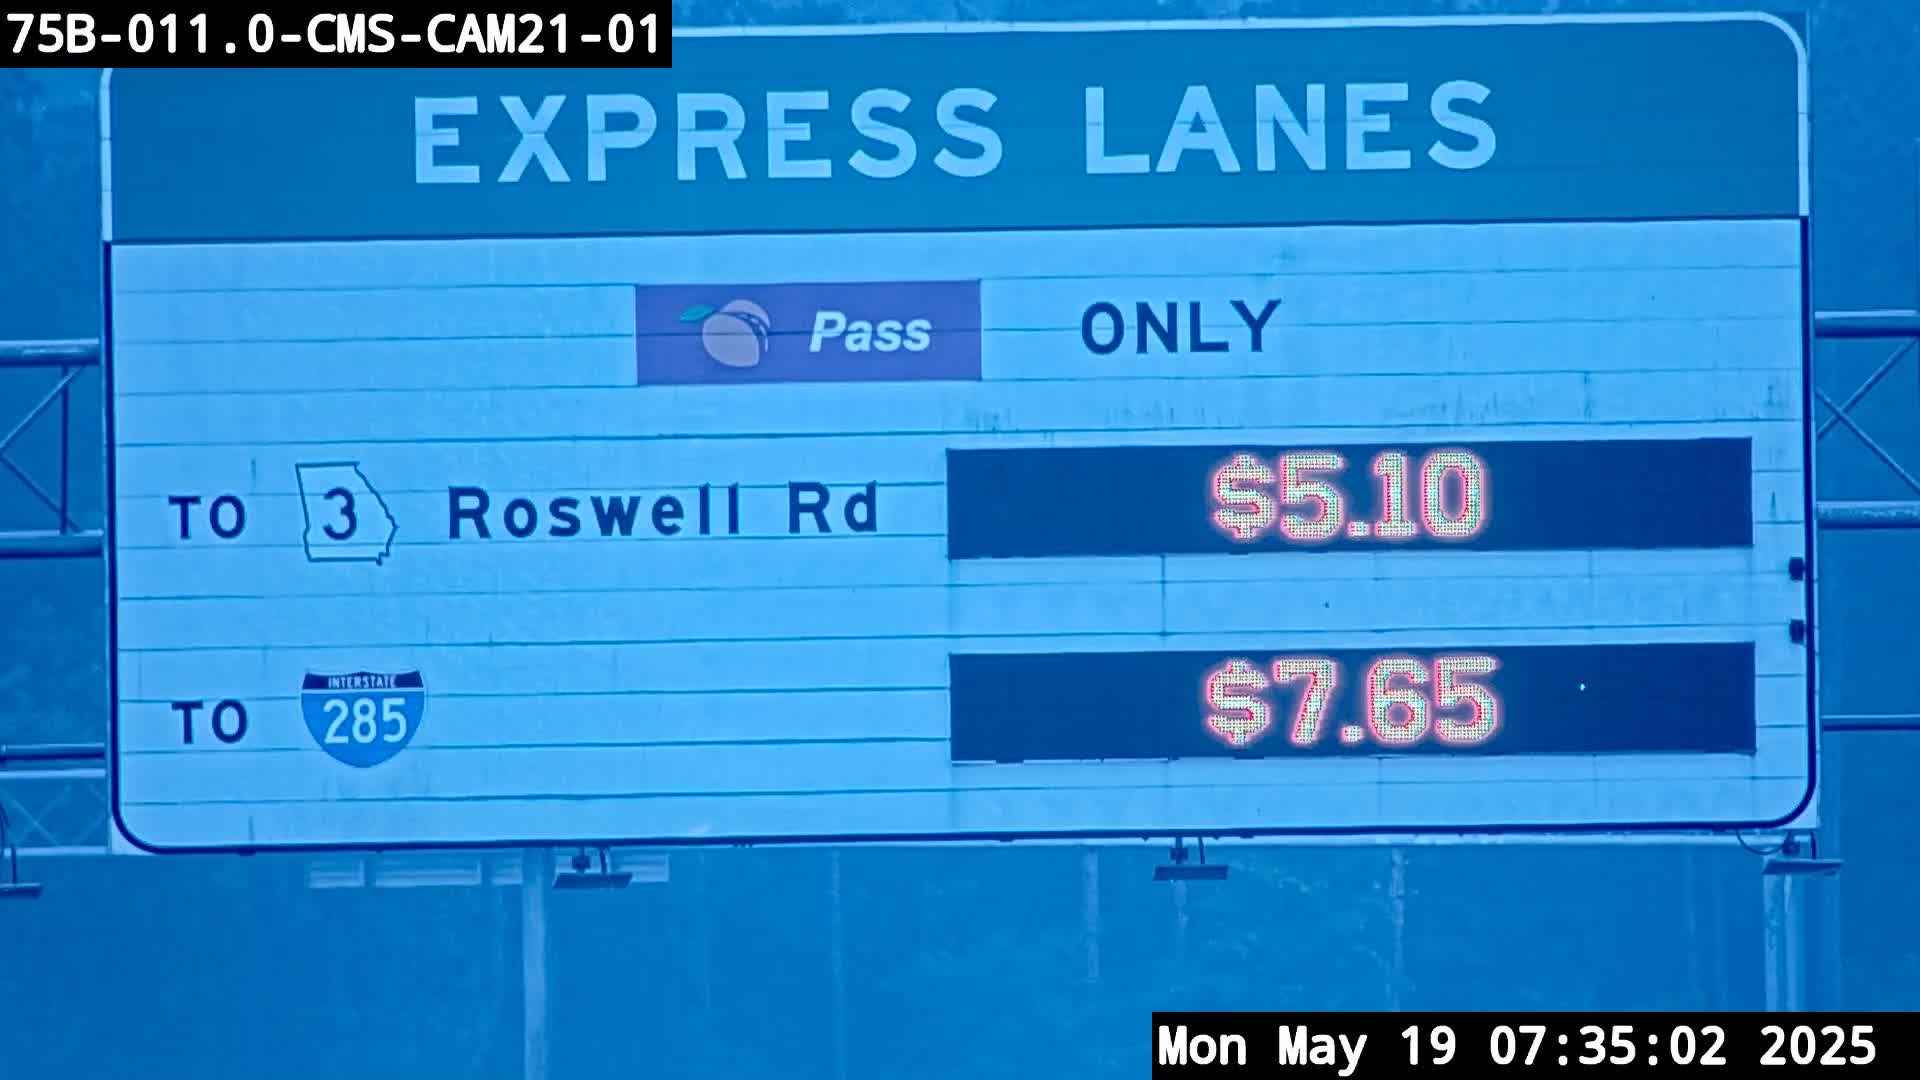 75B-011.0-CMS-CAM21-01
EXPRESS LANES
Pass ONLY
TO 3 Roswell Rd $5.10
INTERSTATE
TO 285 $7.65
Mon May 19 07:35:02 2025